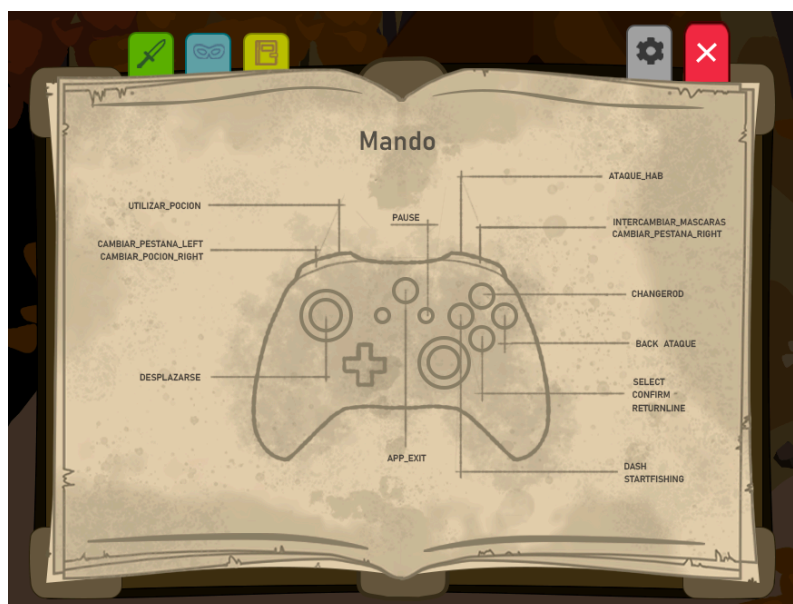 Mando
ATAQUE_HAB
UTILIZAR_POCION
PAUSE
INTERCAMBIAR_MASCARAS
CAMBIAR_PESTANA_RIGHT
CAMBIAR_PESTANA_LEFT
CAMBIAR_POCION_RIGHT
CHANGEROD
BACK ATAQUE
DESPLAZARSE
SELECT
CONFIRM
RETURNLINE
APP_EXIT
DASH
STARTFISHING